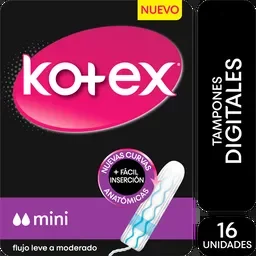 NUEVO
kotex
NUEVAS CURVAS
+ FÁCIL
INSERCIÓN
ANATÓMICAS
mini
flujo leve a moderado
TAMPONES
DIGITALES
16
UNIDADES